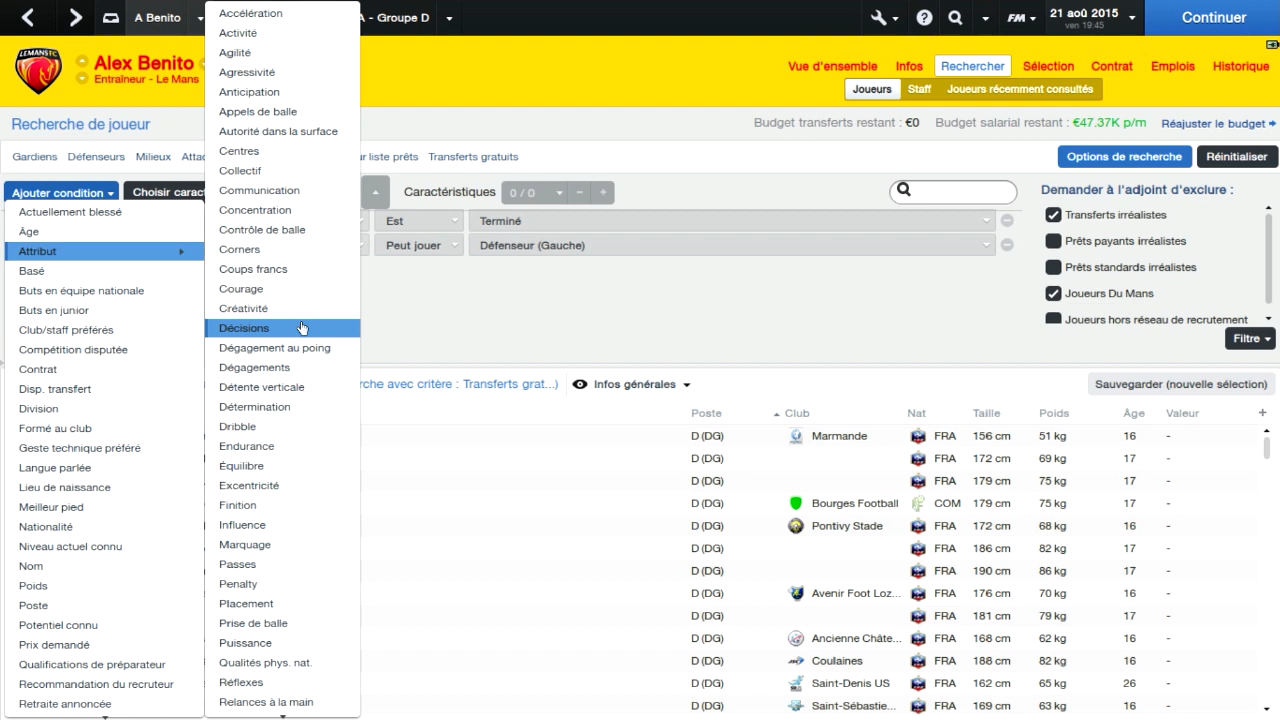 A Benito
A - Groupe D
FM
21 aoû 2015
ven 19:45
Continuer
LEMANS FC
Alex Benito
Entraîneur - Le Mans
Vue d'ensemble Infos Rechercher Sélection Contrat Emplois Historique
Joueurs Staff Joueurs récemment consultés
Recherche de joueur
Budget transferts restant : €0 Budget salarial restant : €47.37K p/m Réajuster le budget
Gardiens Défenseurs Milieux Attac
ur liste prêts Transferts gratuits
Options de recherche Réinitialiser
Ajouter condition Choisir caract
Caractéristiques 0 / 0
Demander à l'adjoint d'exclure :
Est Terminé
Peut jouer Défenseur (Gauche)
Transferts irréalistes
Prêts payants irréalistes
Prêts standards irréalistes
Joueurs Du Mans
Joueurs hors réseau de recrutement
Filtre
Actuellement blessé
Âge
Attribut
Basé
Buts en équipe nationale
Buts en junior
Club/staff préférés
Compétition disputée
Contrat
Disp. transfert
Division
Formé au club
Geste technique préféré
Langue parlée
Lieu de naissance
Meilleur pied
Nationalité
Niveau actuel connu
Nom
Poids
Poste
Potentiel connu
Prix demandé
Qualifications de préparateur
Recommandation du recruteur
Retraite annoncée
Accélération
Activité
Agilité
Agressivité
Anticipation
Appels de balle
Autorité dans la surface
Centres
Collectif
Communication
Concentration
Contrôle de balle
Corners
Coups francs
Courage
Créativité
Décisions
Dégagement au poing
Dégagements
Détente verticale
Détermination
Dribble
Endurance
Équilibre
Excentricité
Finition
Influence
Marquage
Passes
Penalty
Placement
Prise de balle
Puissance
Qualités phys. nat.
Réflexes
Relances à la main
che avec critère : Transferts grat...) Infos générales
Sauvegarder (nouvelle sélection)
Poste Club Nat Taille Poids Âge Valeur
D (DG) Marmande FRA 156 cm 51 kg 16 -
D (DG) FRA 172 cm 69 kg 17 -
D (DG) FRA 179 cm 75 kg 17 -
D (DG) Bourges Football COM 179 cm 75 kg 17 -
D (DG) Pontivy Stade FRA 172 cm 68 kg 16 -
D (DG) FRA 186 cm 82 kg 17 -
D (DG) FRA 190 cm 86 kg 17 -
D (DG) Avenir Foot Loz... FRA 176 cm 70 kg 16 -
D (DG) FRA 181 cm 79 kg 17 -
D (DG) Ancienne Châte... FRA 168 cm 62 kg 16 -
D (DG) Coulaines FRA 188 cm 82 kg 16 -
D (DG) Saint-Denis US FRA 162 cm 65 kg 26 -
D (DG) Saint-Sébastie... FRA 169 cm 63 kg 16 -